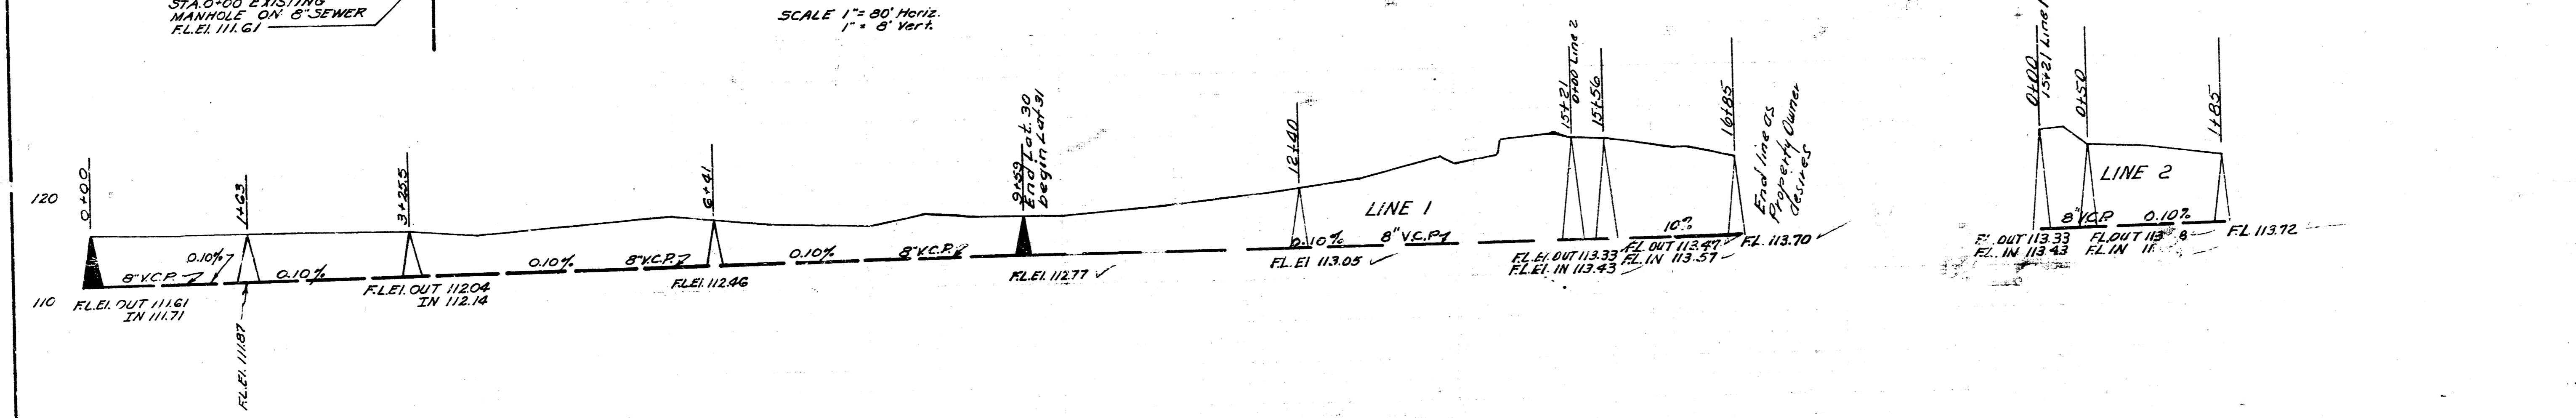 STA. 0+00 EXISTING
MANHOLE ON 8" SEWER
F.L.El. 111.61
SCALE 1"= 80' Horiz.
1" = 8' Vert.
120
110
0+00
1+63
3+25.5
6+41
9+59
End Lat. 30
begin Lat 31
12+40
15+21
0+00 Line 2
15+56
16+85
End line as
Property Owner
desires
0+00
15+21 Line 1
0+50
1+85
LINE 1
LINE 2
8" V.C.P.
0.10%
0.10%
0.10%
8" V.C.P.
0.10%
8" V.C.P.
0.10%
8" V.C.P.
10%
8" V.C.P.
0.10%
F.L.El. OUT 111.61
IN 111.71
F.L.El. 111.87
F.L.El. OUT 112.04
IN 112.14
F.L.El. 112.46
F.L.El. 112.77 ✓
F.L. El 113.05 ✓
F.L. El. OUT 113.33
F.L. El. IN 113.43
F.L. OUT 113.47
F.L. IN 113.57
F.L. 113.70 ✓
F.L. OUT 113.33
F.L. IN 113.43
F.L. OUT
F.L. IN
F.L 113.72